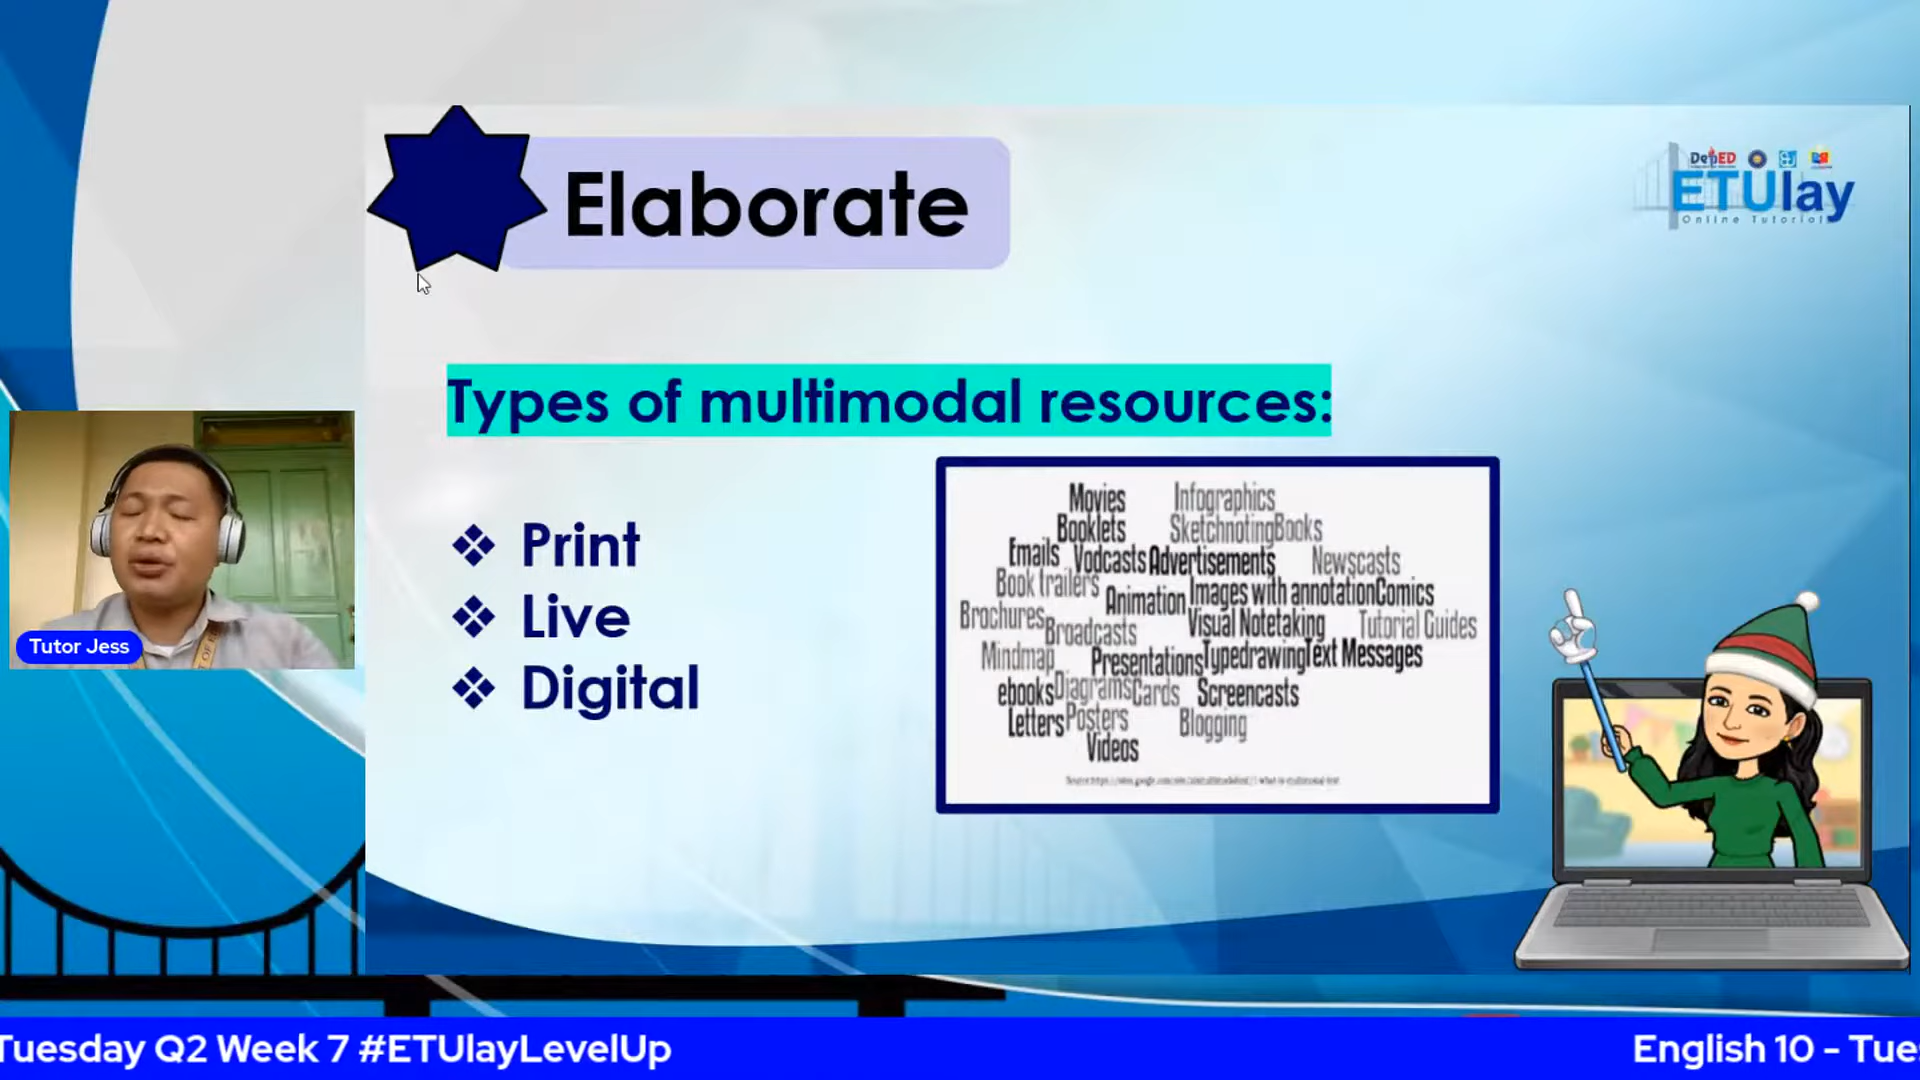 Elaborate
DepED
ETUlay
Online Tutorial
Types of multimodal resources:
Print
Live
Digital
Movies Infographics
Booklets Sketchnoting Books
Emails Vodcasts Advertisements Newscasts
Book trailers Animation Images with annotation Comics
Brochures Broadcasts Visual Notetaking Tutorial Guides
Mindmap Presentations Typedrawing Text Messages
ebooks Diagrams Cards Screencasts
Letters Posters Blogging
Videos
Tutor Jess
Tuesday Q2 Week 7 #ETUlayLevelUp
English 10 - Tue